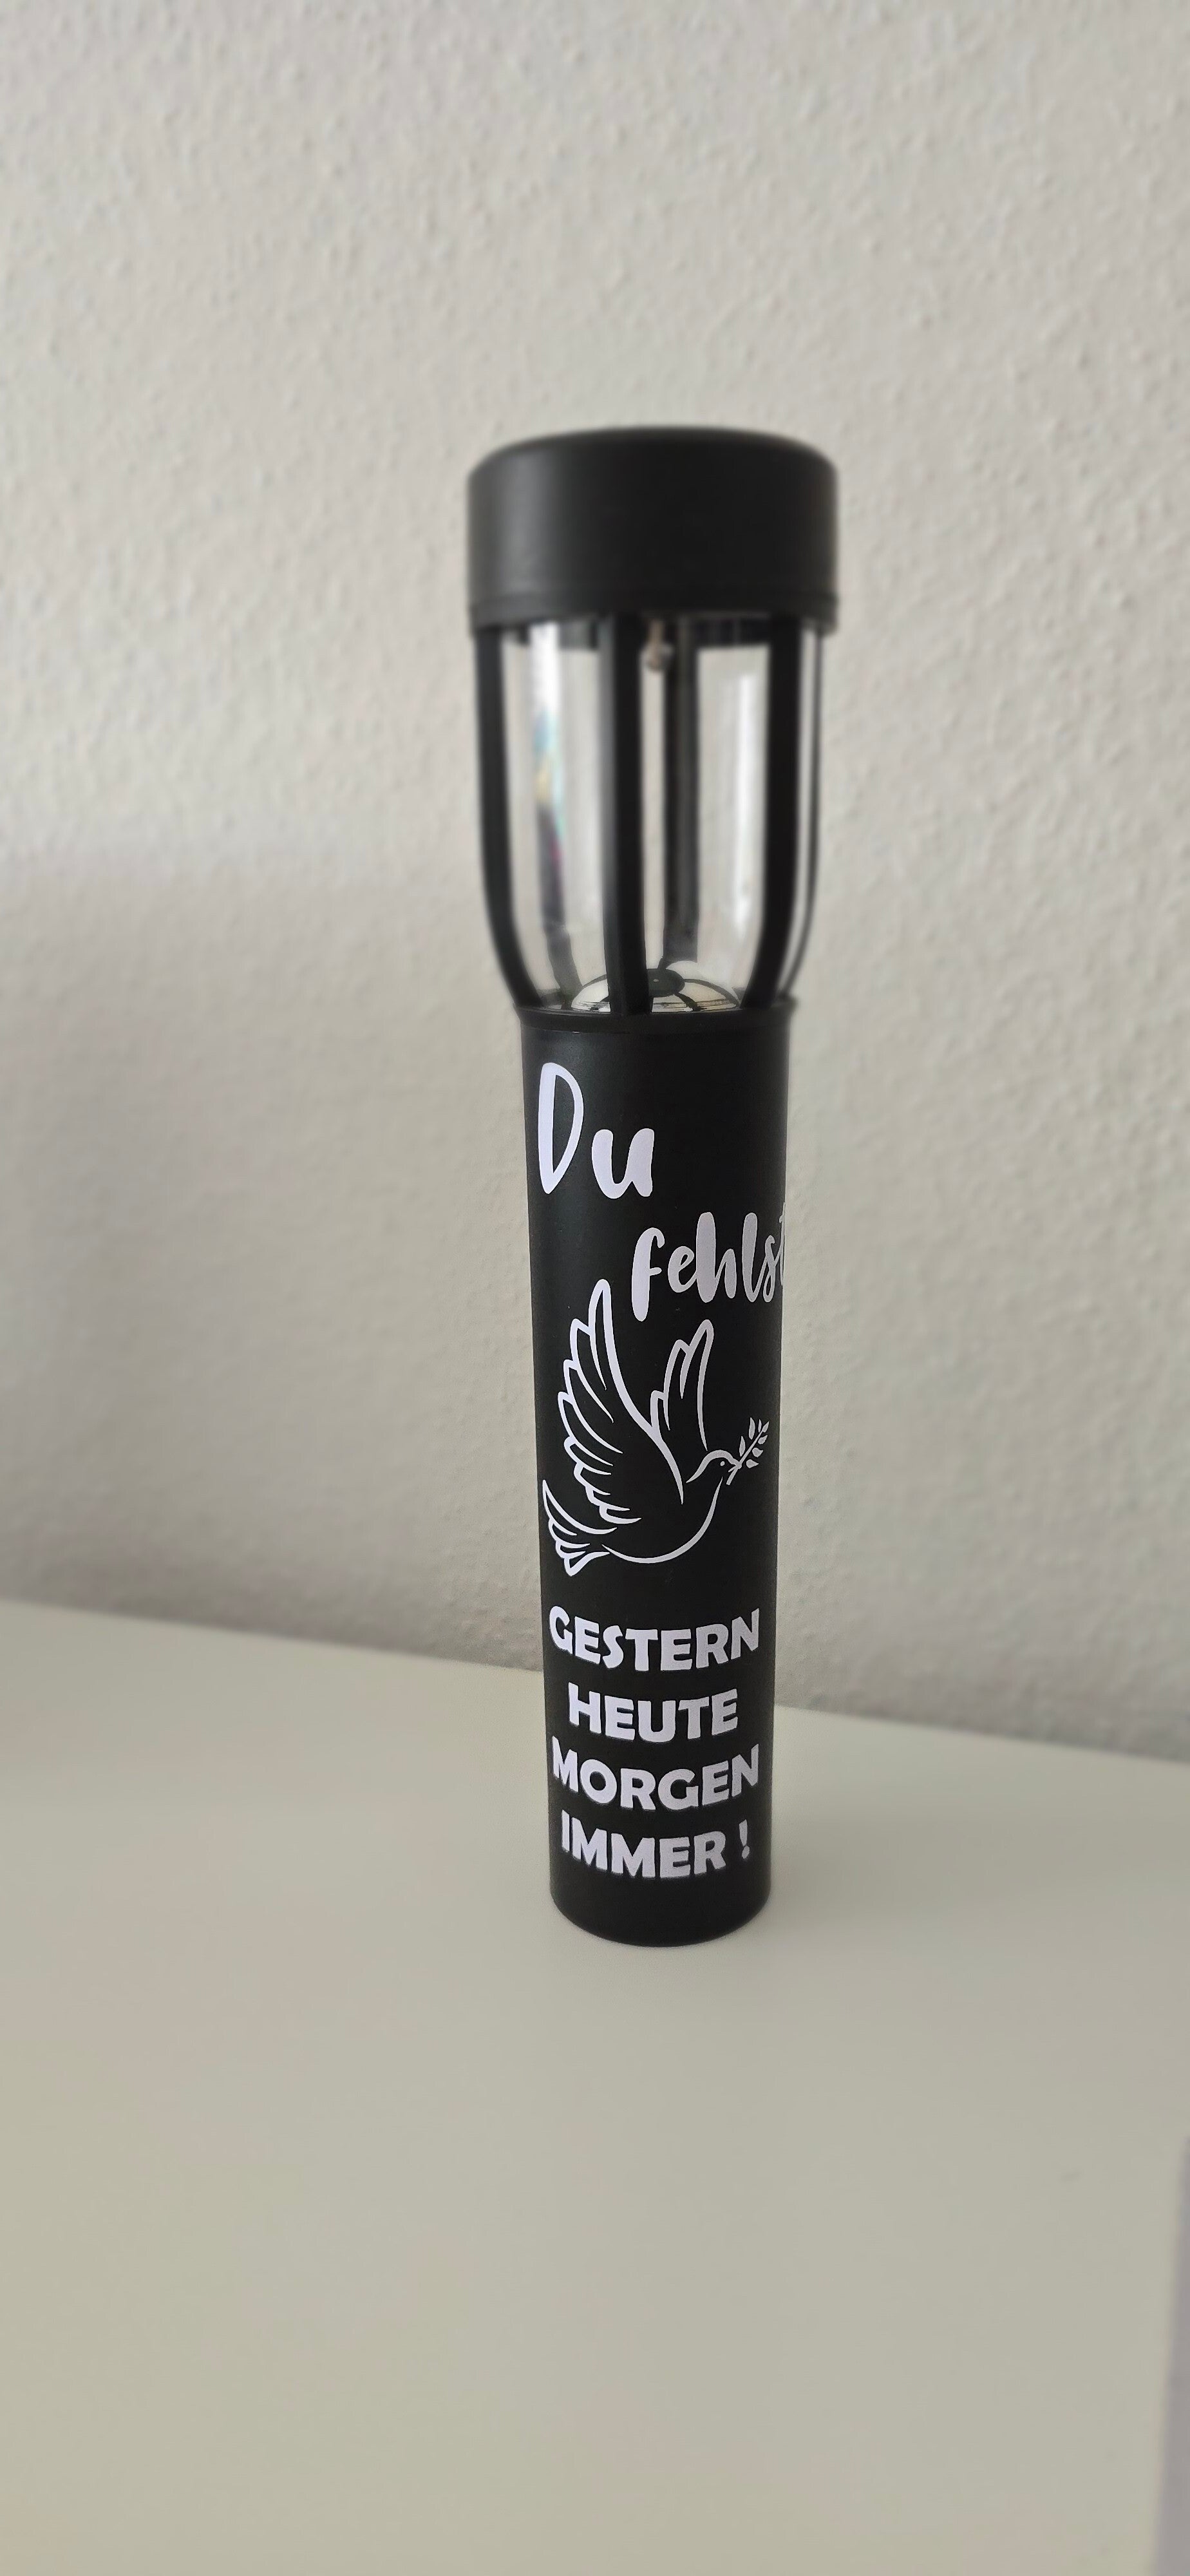 Du
fehlst
GESTERN
HEUTE
MORGEN
IMMER !